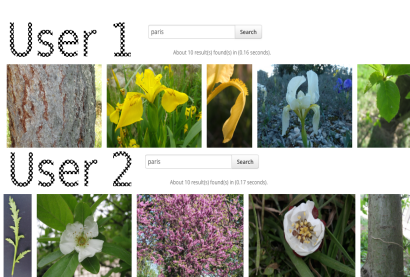 User 1
paris Search
About 10 result(s) found(s) in (0.16 seconds).
User 2
paris Search
About 10 result(s) found(s) in (0.17 seconds).